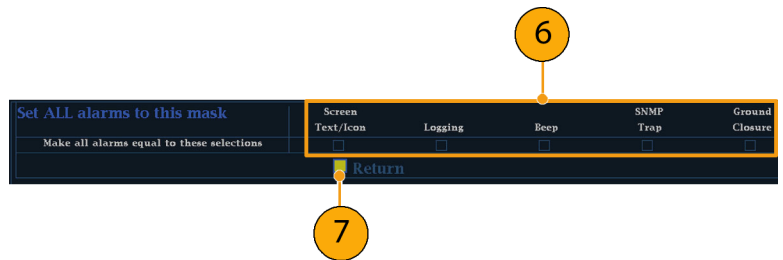 6
Set ALL alarms to this mask
Screen
Text/Icon
Logging
Beep
SNMP
Trap
Ground
Closure
Make all alarms equal to these selections
Return
7